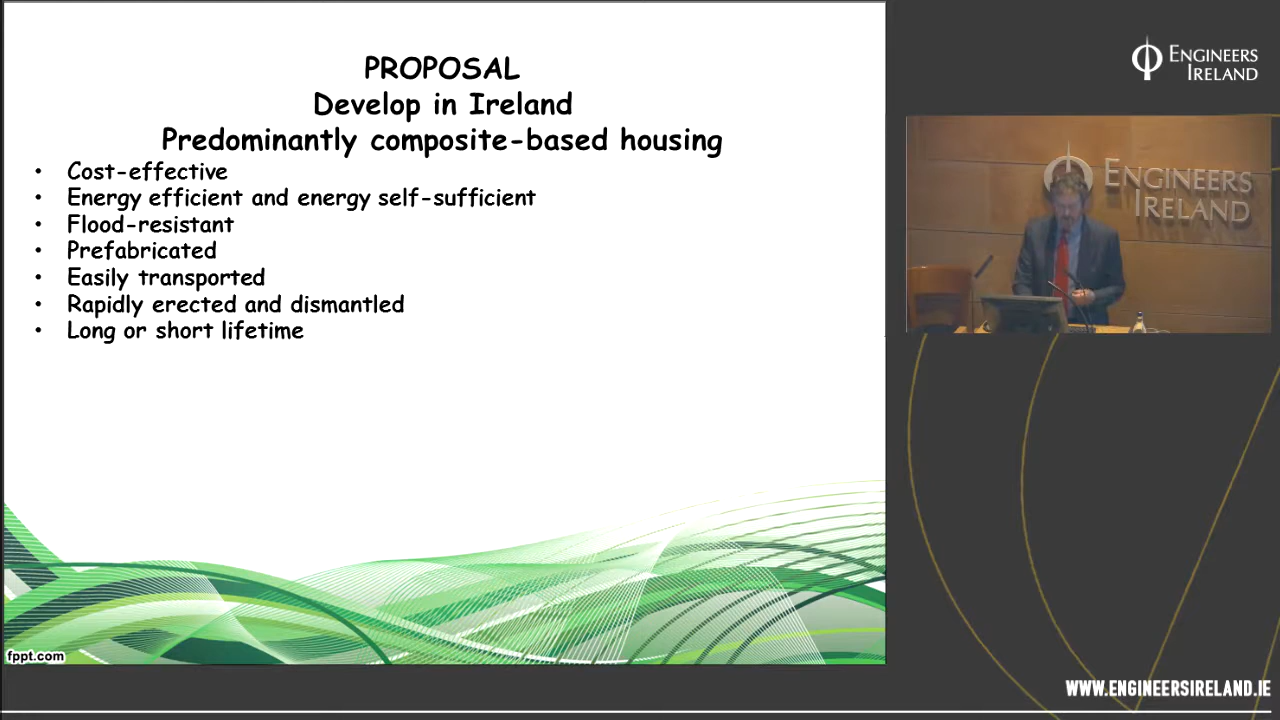 PROPOSAL
Develop in Ireland
Predominantly composite-based housing
• Cost-effective
• Energy efficient and energy self-sufficient
• Flood-resistant
• Prefabricated
• Easily transported
• Rapidly erected and dismantled
• Long or short lifetime
fppt.com
ENGINEERS
IRELAND
ENGINEERS
IRELAND
WWW.ENGINEERSIRELAND.IE